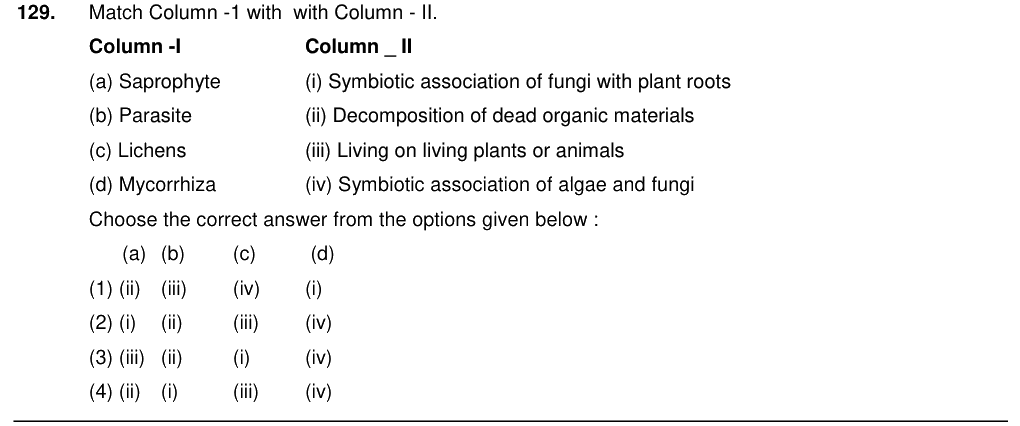 129. Match Column -1 with with Column - II.
Column -I Column _ II
(a) Saprophyte (i) Symbiotic association of fungi with plant roots
(b) Parasite (ii) Decomposition of dead organic materials
(c) Lichens (iii) Living on living plants or animals
(d) Mycorrhiza (iv) Symbiotic association of algae and fungi
Choose the correct answer from the options given below :
(a) (b) (c) (d)
(1) (ii) (iii) (iv) (i)
(2) (i) (ii) (iii) (iv)
(3) (iii) (ii) (i) (iv)
(4) (ii) (i) (iii) (iv)